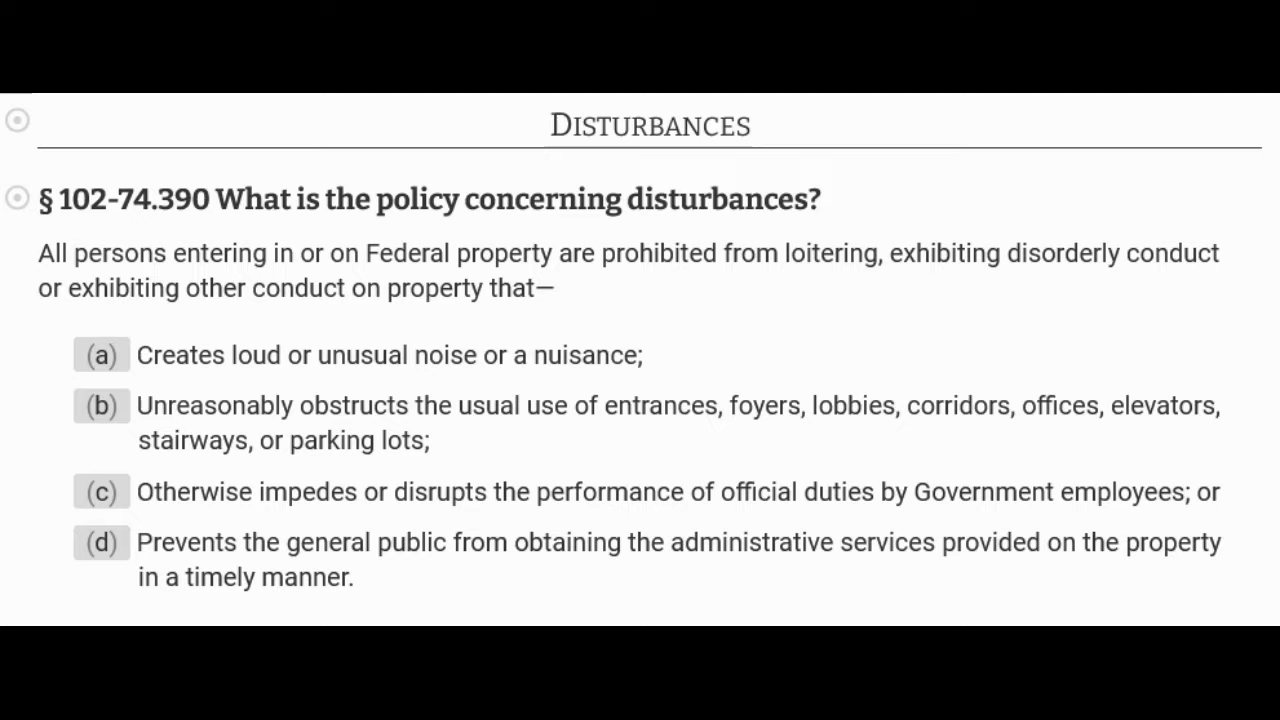 DISTURBANCES
§ 102-74.390 What is the policy concerning disturbances?
All persons entering in or on Federal property are prohibited from loitering, exhibiting disorderly conduct
or exhibiting other conduct on property that—
(a) Creates loud or unusual noise or a nuisance;
(b) Unreasonably obstructs the usual use of entrances, foyers, lobbies, corridors, offices, elevators,
stairways, or parking lots;
(c) Otherwise impedes or disrupts the performance of official duties by Government employees; or
(d) Prevents the general public from obtaining the administrative services provided on the property
in a timely manner.